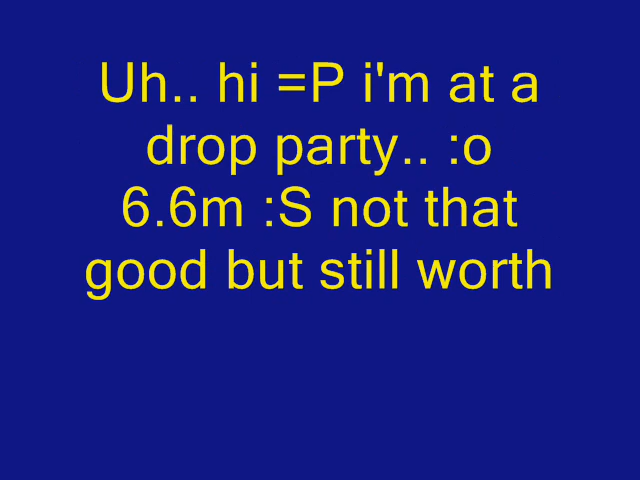 Uh.. hi =P i'm at a
drop party.. :o
6.6m :S not that
good but still worth